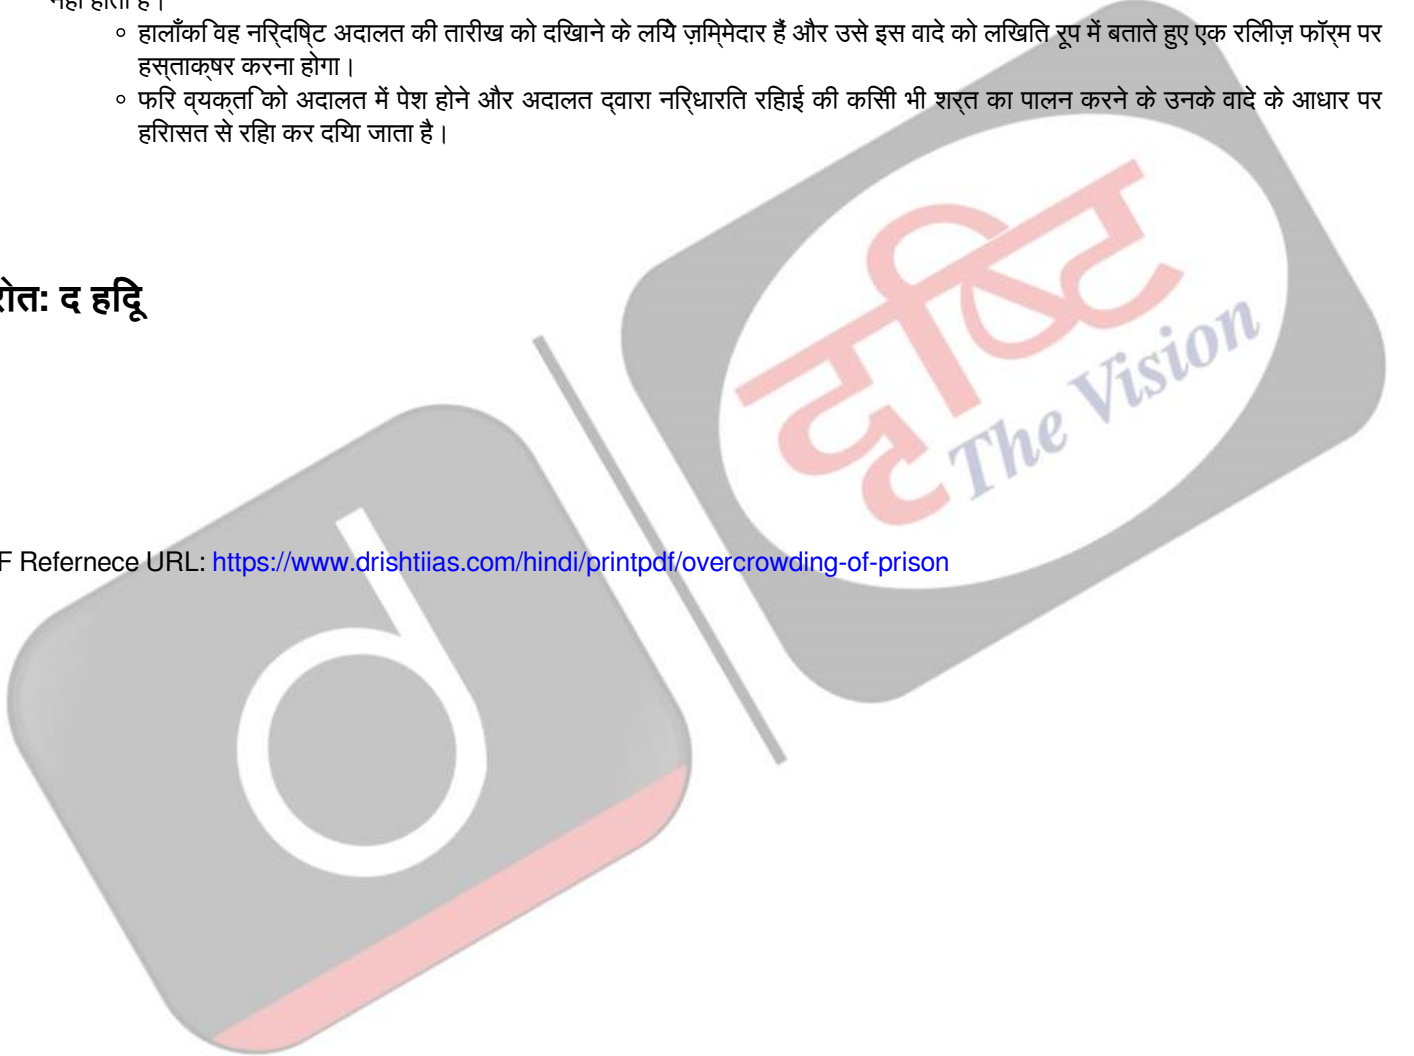 नहीं होता है।
हालाँकि वह निर्दिष्ट अदालत की तारीख को दिखाने के लिये ज़िम्मेदार हैं और उसे इस वादे को लिखित रूप में बताते हुए एक रिलीज़ फॉर्म पर
हस्ताक्षर करना होगा।
फिर व्यक्ति को अदालत में पेश होने और अदालत द्वारा निर्धारित रिहाई की किसी भी शर्त का पालन करने के उनके वादे के आधार पर
हिरासत से रिहा कर दिया जाता है।
रोत: द हिंदू
F Refernece URL: https://www.drishtiias.com/hindi/printpdf/overcrowding-of-prison
दृष्टि
The Vision
d